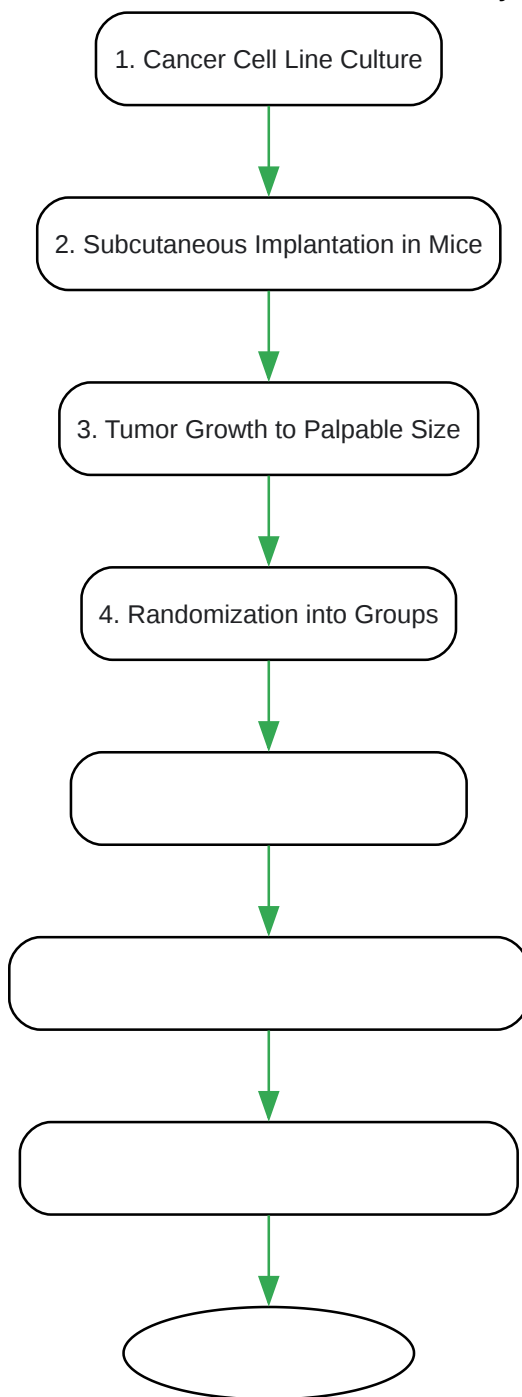 1. Cancer Cell Line Culture
2. Subcutaneous Implantation in Mice
3. Tumor Growth to Palpable Size
4. Randomization into Groups